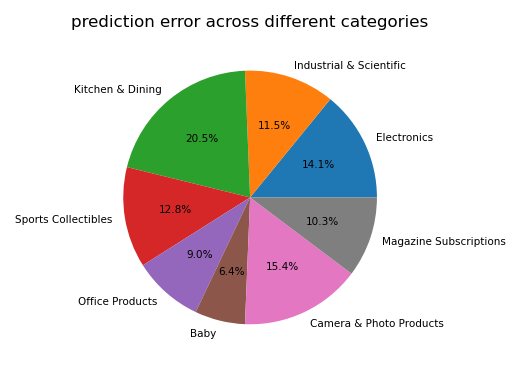 prediction error across different categories
Industrial & Scientific
Kitchen & Dining
11.5%
Electronics
20.5%
14.1%
12.8%
Sports Collectibles
10.3%
Magazine Subscriptions
9.0%
6.4%
15.4%
Office Products
Camera & Photo Products
Baby